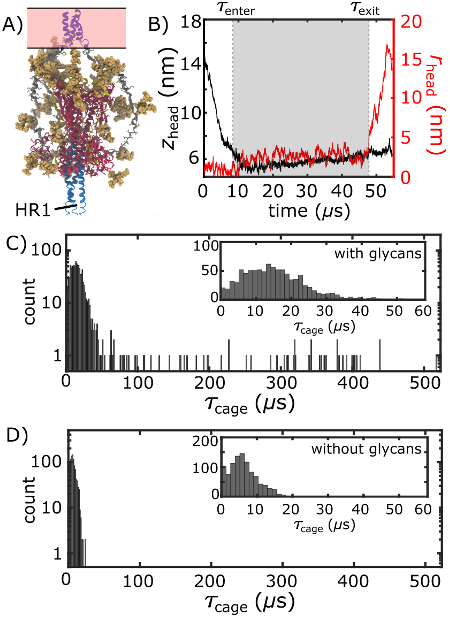 A)
HR1
B)
τenter
τexit
18
14
10
6
zhead (nm)
20
15
10
5
0
rhead (nm)
0 10 20 30 40 50
time (μs)
C)
100
10
1
count
0 100 200 300 400 500
τcage (μs)
with glycans
100
50
0
0 10 20 30 40 50 60
τcage (μs)
D)
100
10
1
count
0 100 200 300 400 500
τcage (μs)
without glycans
200
150
100
50
0
0 10 20 30 40 50 60
τcage (μs)